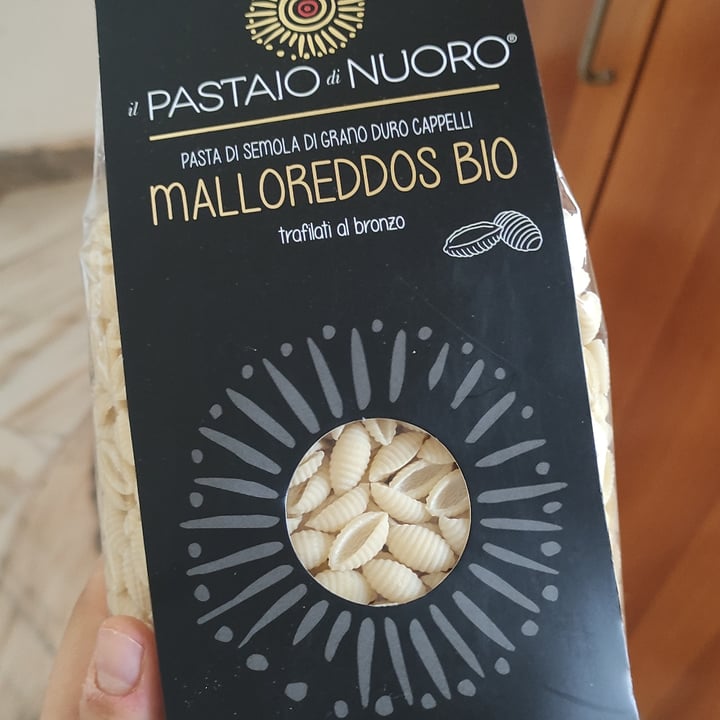 il PASTAIO di NUORO®
PASTA DI SEMOLA DI GRANO DURO CAPPELLI
MALLOREDDOS BIO
trafilati al bronzo